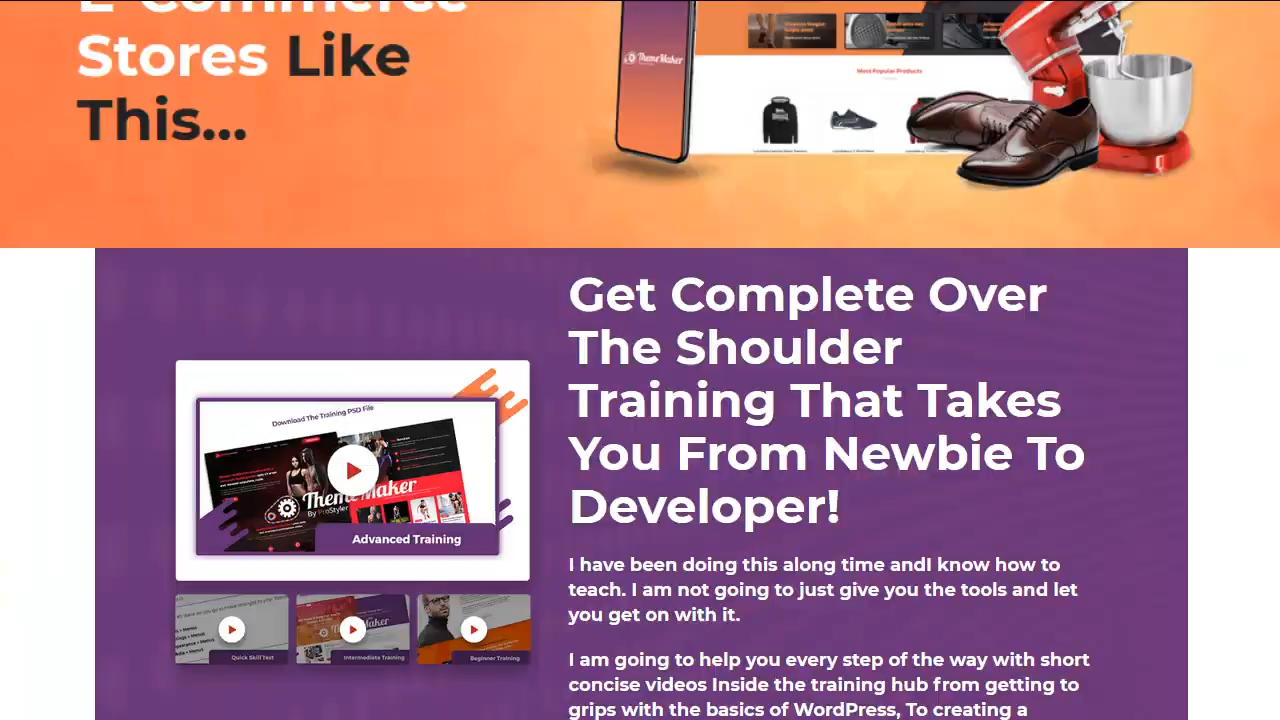 E-Commerce
Stores Like
This...
ThemeMaker
Most Popular Products
Get Complete Over
The Shoulder
Training That Takes
You From Newbie To
Developer!
Download The Training PSD File
ThemeMaker
By ProStyler
Advanced Training
Quick Skill Test
Intermediate Training
Beginner Training
I have been doing this along time andI know how to
teach. I am not going to just give you the tools and let
you get on with it.
I am going to help you every step of the way with short
concise videos Inside the training hub from getting to
grips with the basics of WordPress, To creating a